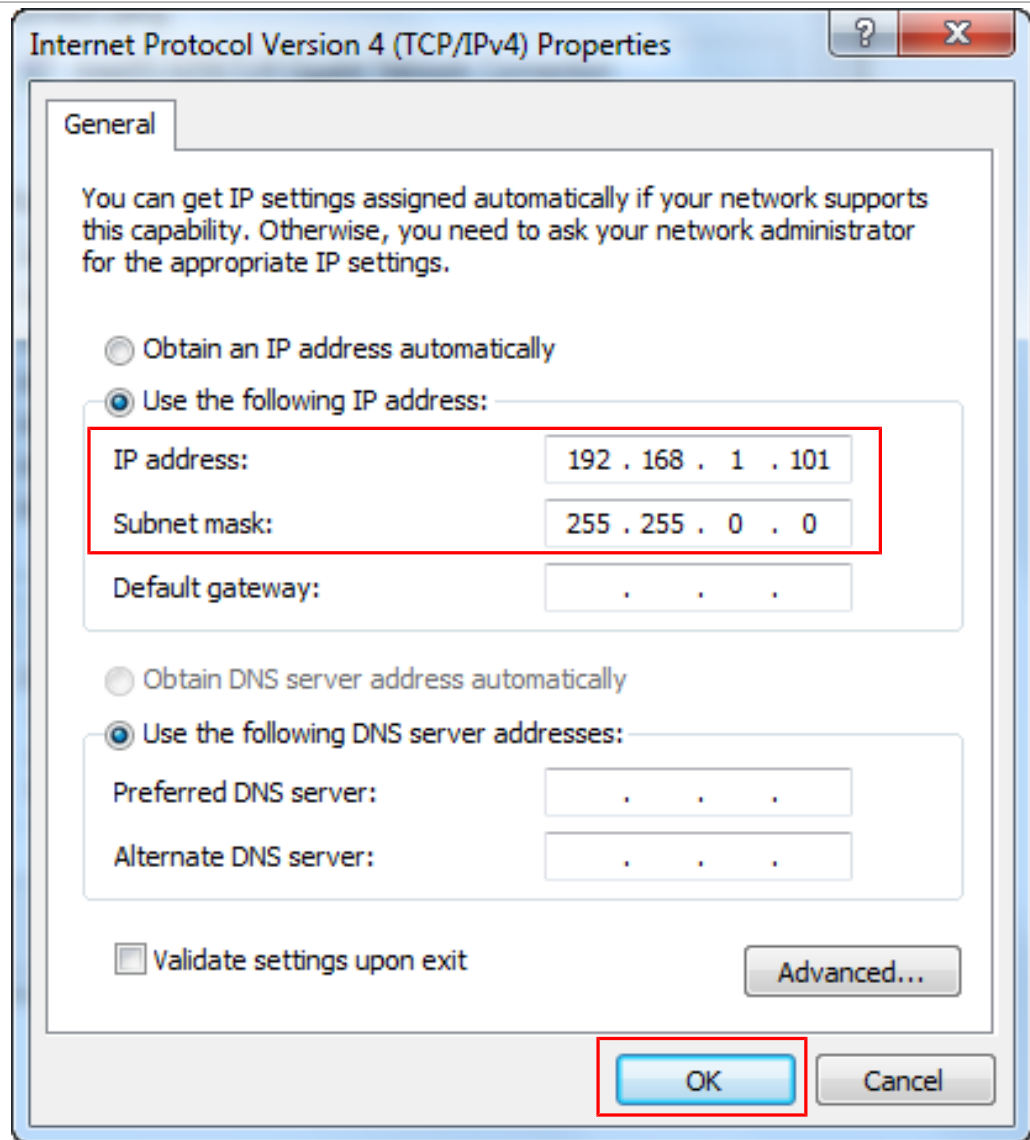 Internet Protocol Version 4 (TCP/IPv4) Properties
?
X
General
You can get IP settings assigned automatically if your network supports
this capability. Otherwise, you need to ask your network administrator
for the appropriate IP settings.
Obtain an IP address automatically
Use the following IP address:
IP address: 192 . 168 . 1 . 101
Subnet mask: 255 . 255 . 0 . 0
Default gateway: . . .
Obtain DNS server address automatically
Use the following DNS server addresses:
Preferred DNS server: . . .
Alternate DNS server: . . .
Validate settings upon exit
Advanced...
OK Cancel